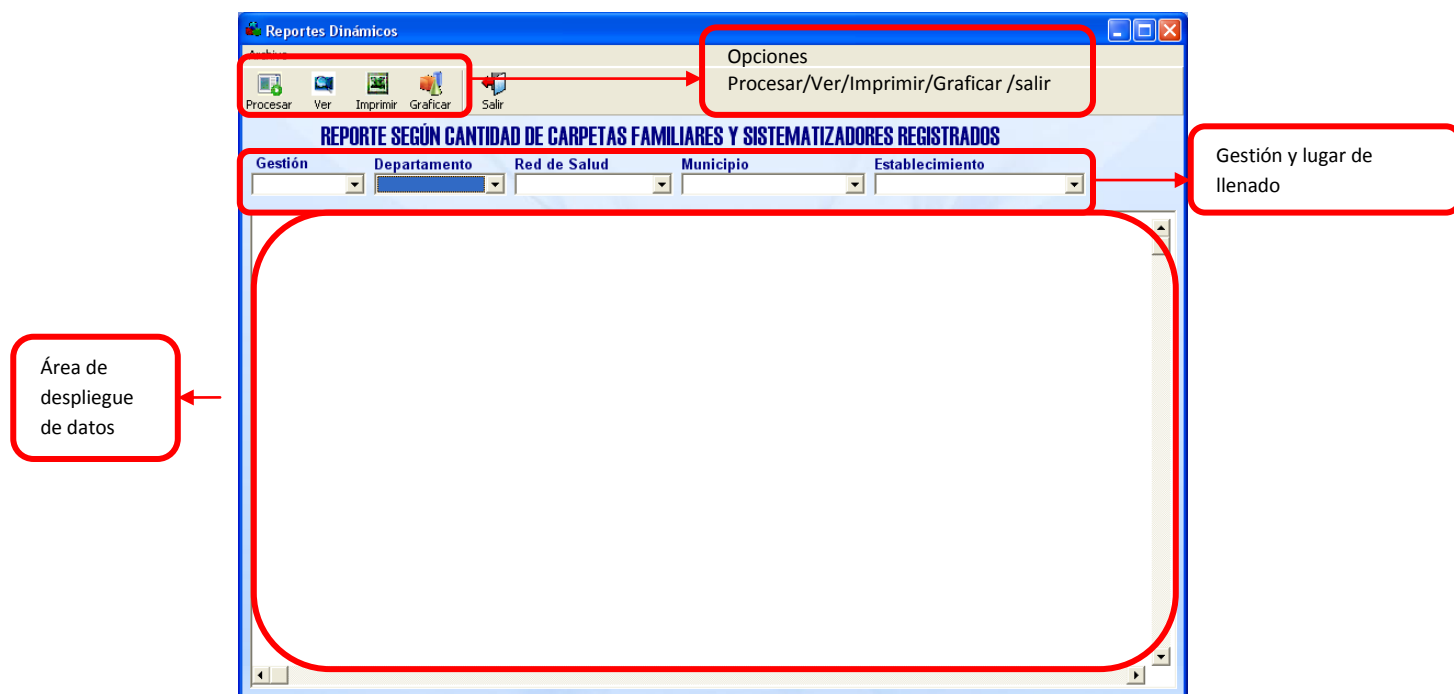 Reportes Dinámicos
Archivo
Opciones
Procesar/Ver/Imprimir/Graficar /salir
Procesar Ver Imprimir Graficar Salir
REPORTE SEGÚN CANTIDAD DE CARPETAS FAMILIARES Y SISTEMATIZADORES REGISTRADOS
Gestión Departamento Red de Salud Municipio Establecimiento
Gestión y lugar de
llenado
Área de
despliegue
de datos